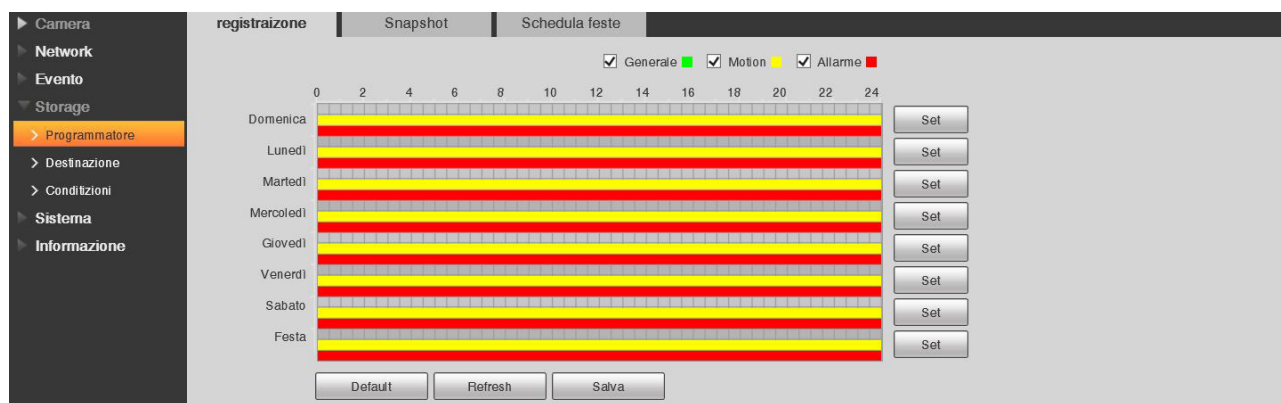 Camera
Network
Evento
Storage
Programmatore
Destinazione
Conditizioni
Sistema
Informazione
registraizone Snapshot Schedula feste
Generale Motion Allarme
0 2 4 6 8 10 12 14 16 18 20 22 24
Domenica Set
Lunedì Set
Martedì Set
Mercoledì Set
Giovedì Set
Venerdì Set
Sabato Set
Festa Set
Default Refresh Salva